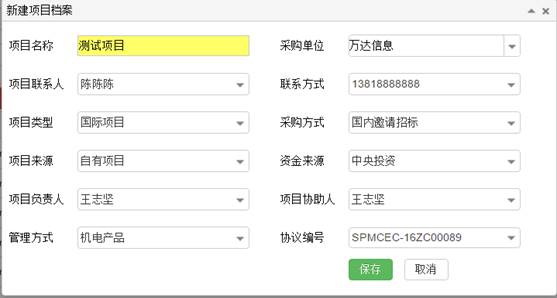 新建项目档案
项目名称 测试项目 采购单位 万达信息
项目联系人 陈陈陈 联系方式 13818888888
项目类型 国际项目 采购方式 国内邀请招标
项目来源 自有项目 资金来源 中央投资
项目负责人 王志坚 项目协助人 王志坚
管理方式 机电产品 协议编号 SPMCEC-16ZC00089
保存 取消